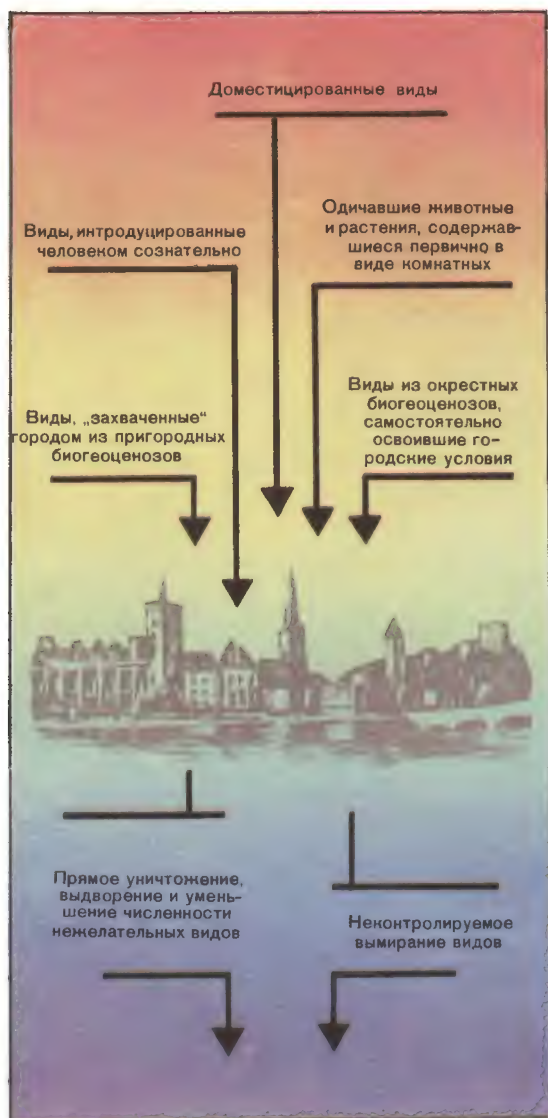 Доместицированные виды
Виды, интродуцированные
человеком сознательно
Одичавшие животные
и растения, содержав-
шиеся первично в
виде комнатных
Виды, „захваченные“
городом из пригородных
биогеоценозов
Виды из окрестных
биогеоценозов,
самостоятельно
освоившие го-
родские условия
Прямое уничтожение,
выдворение и умень-
шение численности
нежелательных видов
Неконтролируемое
вымирание видов